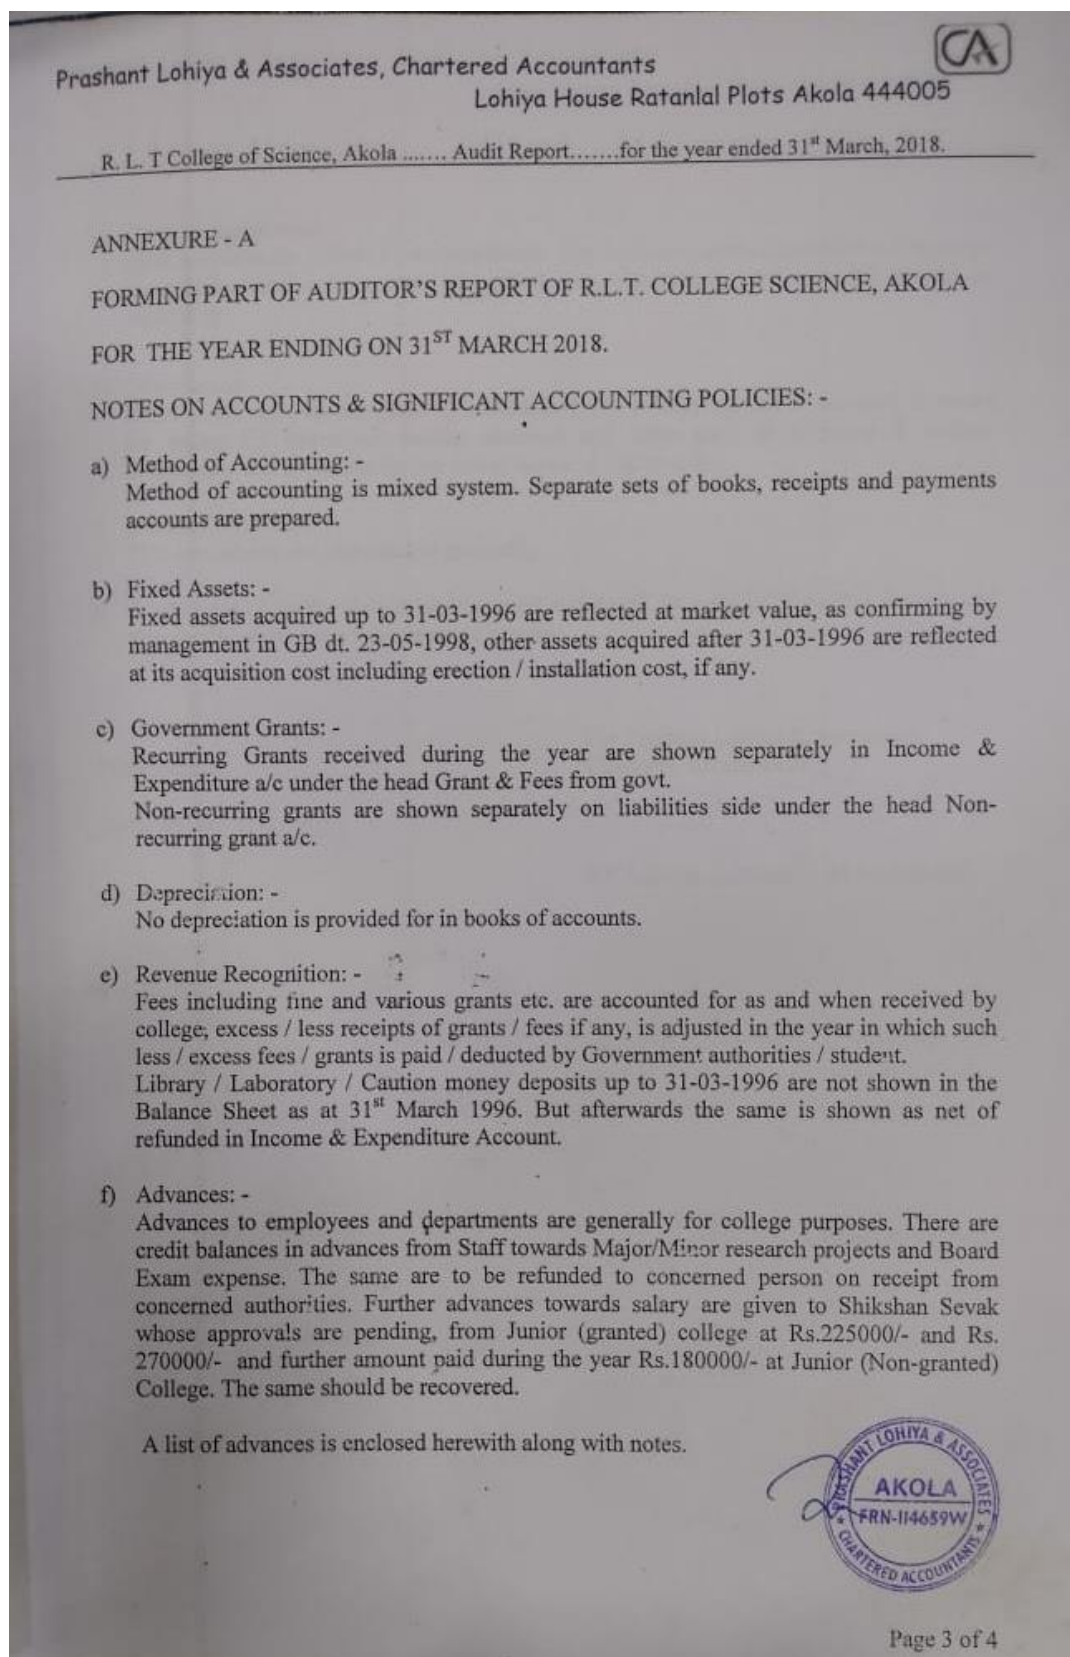 CA
Prashant Lohiya & Associates, Chartered Accountants
Lohiya House Ratanlal Plots Akola 444005
R. L. T College of Science, Akola ....... Audit Report.......for the year ended 31st March, 2018.
ANNEXURE - A
FORMING PART OF AUDITOR'S REPORT OF R.L.T. COLLEGE SCIENCE, AKOLA
FOR THE YEAR ENDING ON 31ST MARCH 2018.
NOTES ON ACCOUNTS & SIGNIFICANT ACCOUNTING POLICIES: -
a) Method of Accounting: -
Method of accounting is mixed system. Separate sets of books, receipts and payments
accounts are prepared.
b) Fixed Assets: -
Fixed assets acquired up to 31-03-1996 are reflected at market value, as confirming by
management in GB dt. 23-05-1998, other assets acquired after 31-03-1996 are reflected
at its acquisition cost including erection / installation cost, if any.
c) Government Grants: -
Recurring Grants received during the year are shown separately in Income &
Expenditure a/c under the head Grant & Fees from govt.
Non-recurring grants are shown separately on liabilities side under the head Non-
recurring grant a/c.
d) Depreciation: -
No depreciation is provided for in books of accounts.
e) Revenue Recognition: -
Fees including fine and various grants etc. are accounted for as and when received by
college, excess / less receipts of grants / fees if any, is adjusted in the year in which such
less / excess fees / grants is paid / deducted by Government authorities / student.
Library / Laboratory / Caution money deposits up to 31-03-1996 are not shown in the
Balance Sheet as at 31st March 1996. But afterwards the same is shown as net of
refunded in Income & Expenditure Account.
f) Advances: -
Advances to employees and departments are generally for college purposes. There are
credit balances in advances from Staff towards Major/Minor research projects and Board
Exam expense. The same are to be refunded to concerned person on receipt from
concerned authorities. Further advances towards salary are given to Shikshan Sevak
whose approvals are pending, from Junior (granted) college at Rs.225000/- and Rs.
270000/- and further amount paid during the year Rs.180000/- at Junior (Non-granted)
College. The same should be recovered.
A list of advances is enclosed herewith along with notes.
PRASHANT LOHIYA & ASSOCIATES
AKOLA
FRN-114659W
* CHARTERED ACCOUNTANTS *
Page 3 of 4